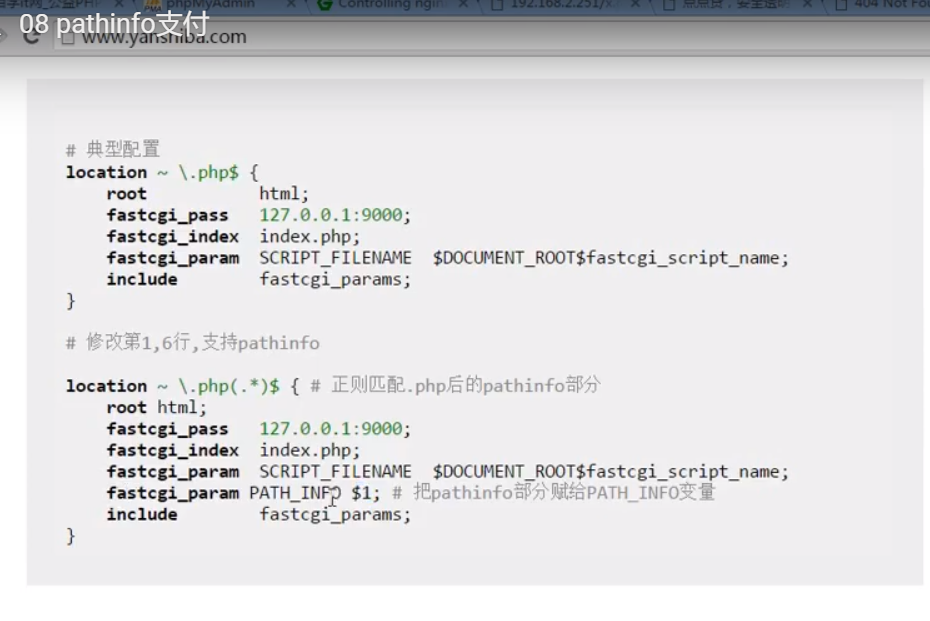 phpMyAdmin
Controlling nginx
192.168.2.251/x
404 Not Fou
08 pathinfo支付
www.yanshiba.com
# 典型配置
location ~ \.php$ {
root html;
fastcgi_pass 127.0.0.1:9000;
fastcgi_index index.php;
fastcgi_param SCRIPT_FILENAME $DOCUMENT_ROOT$fastcgi_script_name;
include fastcgi_params;
}
# 修改第1,6行,支持pathinfo
location ~ \.php(.*)$ { # 正则匹配.php后的pathinfo部分
root html;
fastcgi_pass 127.0.0.1:9000;
fastcgi_index index.php;
fastcgi_param SCRIPT_FILENAME $DOCUMENT_ROOT$fastcgi_script_name;
fastcgi_param PATH_INFO $1; # 把pathinfo部分赋给PATH_INFO变量
include fastcgi_params;
}